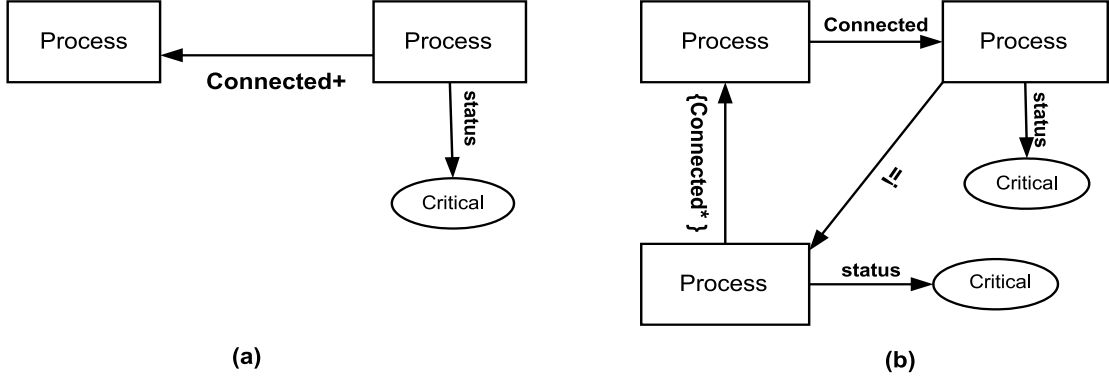 Process
Process
Connected+
status
Critical
(a)
Process
Connected
Process
{Connected* }
!=
status
Critical
Process
status
Critical
(b)